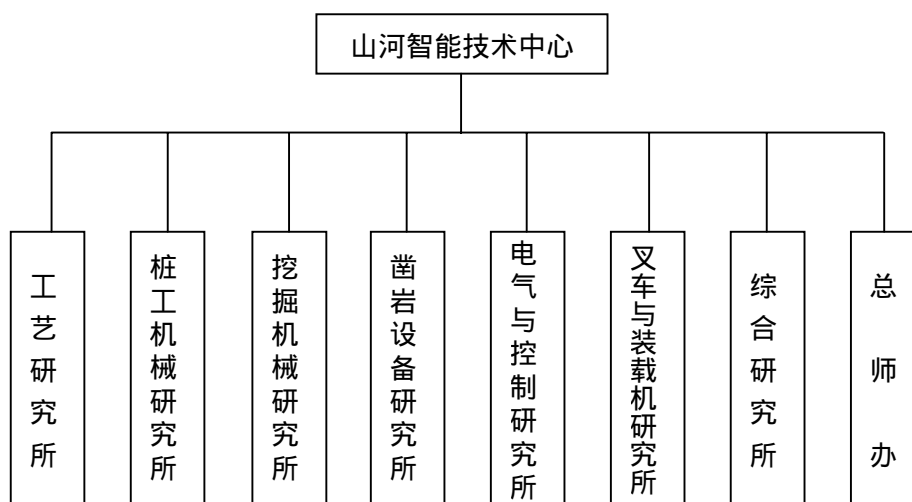 山河智能技术中心
工艺研究所
桩工机械研究所
挖掘机械研究所
凿岩设备研究所
电气与控制研究所
叉车与装载机研究所
综合研究所
总师办